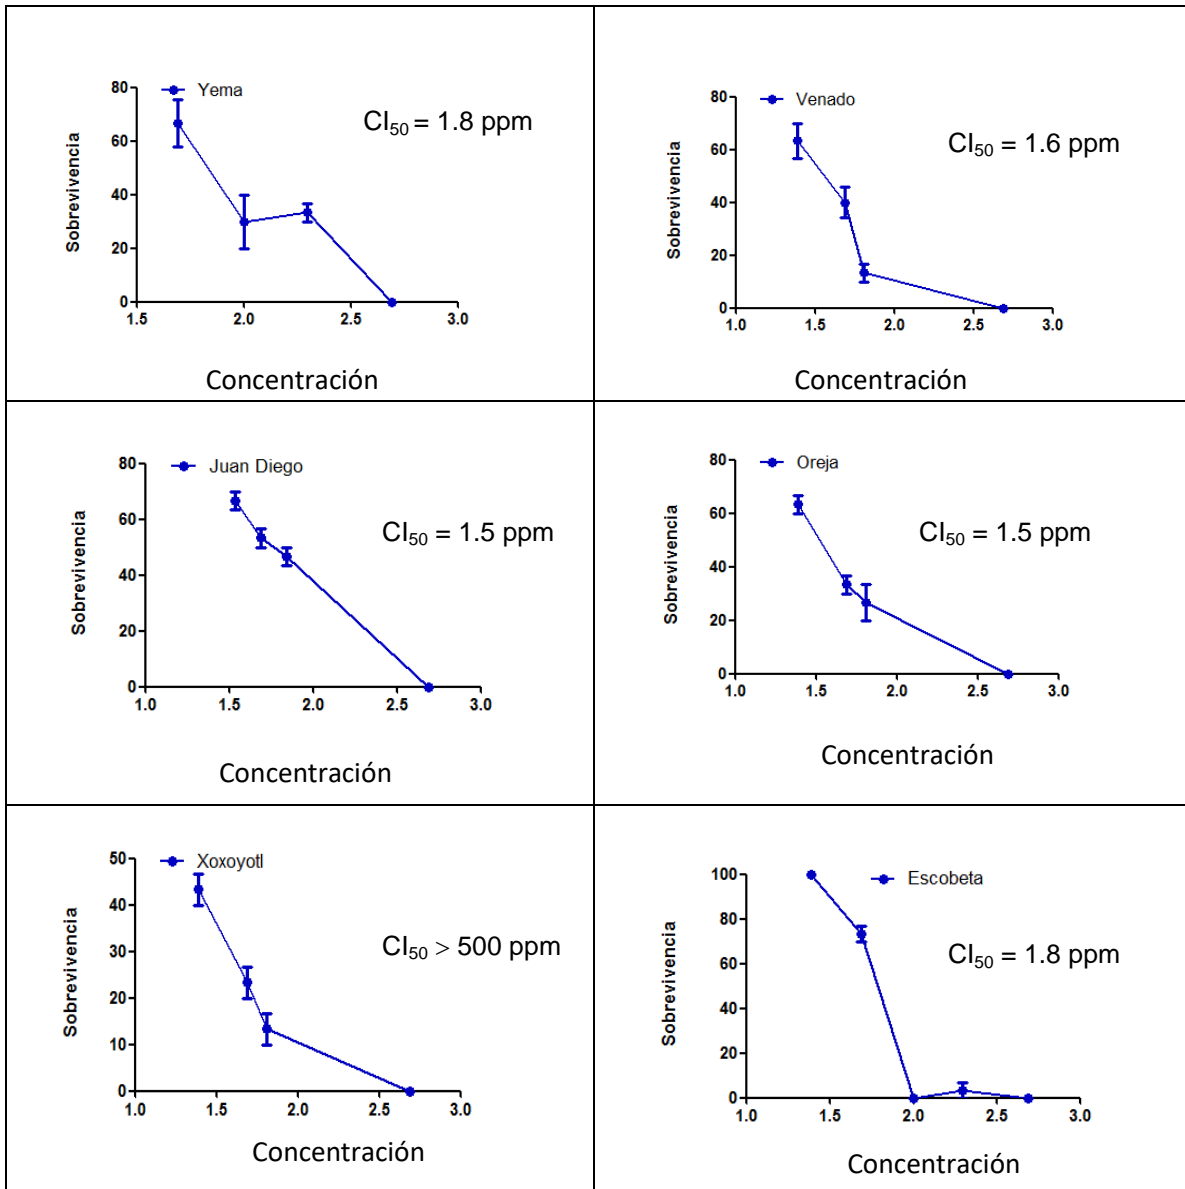 Yema
CI₅₀ = 1.8 ppm
Sobrevivencia
80
60
40
20
0
1.5 2.0 2.5 3.0
Concentración
Venado
CI₅₀ = 1.6 ppm
Sobrevivencia
80
60
40
20
0
1.0 1.5 2.0 2.5 3.0
Concentración
Juan Diego
CI₅₀ = 1.5 ppm
Sobrevivencia
80
60
40
20
0
1.0 1.5 2.0 2.5 3.0
Concentración
Oreja
CI₅₀ = 1.5 ppm
Sobrevivencia
80
60
40
20
0
1.0 1.5 2.0 2.5 3.0
Concentración
Xoxoyotl
CI₅₀ > 500 ppm
Sobrevivencia
50
40
30
20
10
0
1.0 1.5 2.0 2.5 3.0
Concentración
Escobeta
CI₅₀ = 1.8 ppm
Sobrevivencia
100
80
60
40
20
0
1.0 1.5 2.0 2.5 3.0
Concentración